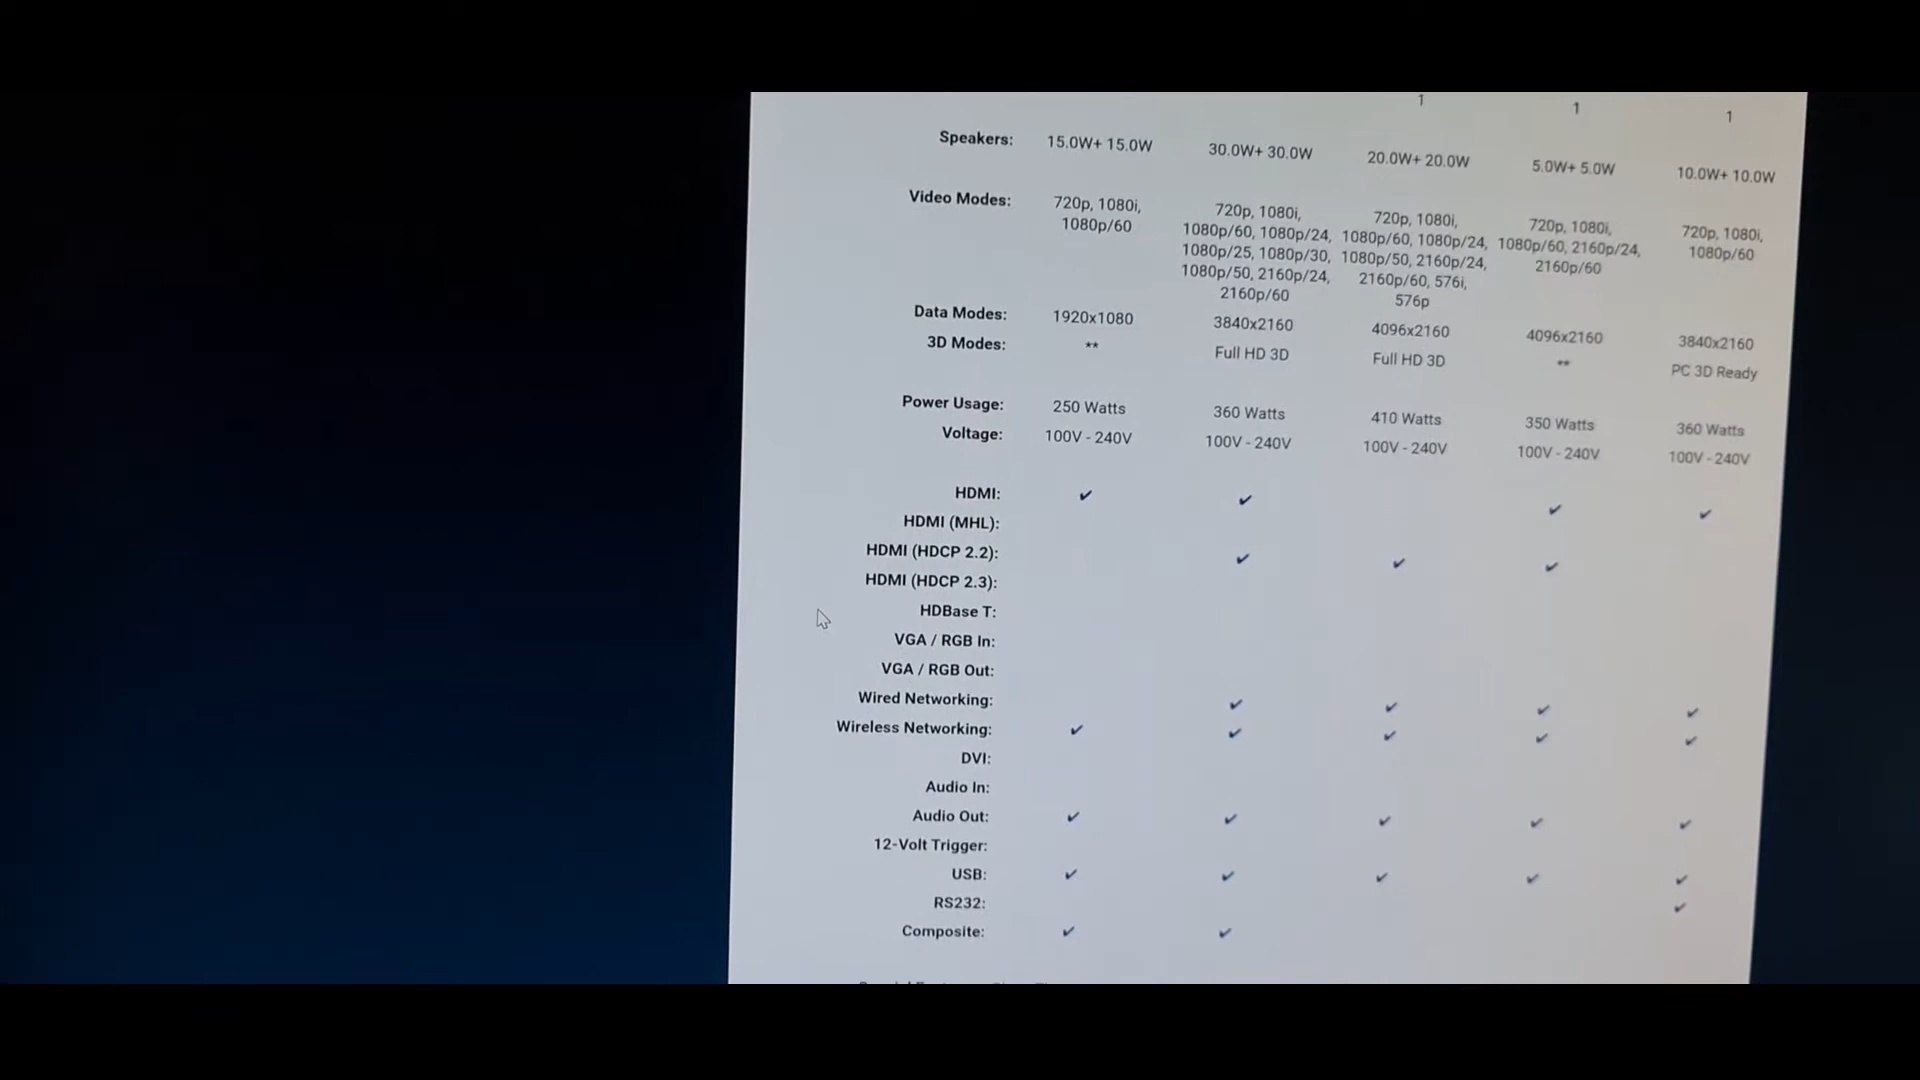 1 1 1
Speakers: 15.0W+ 15.0W 30.0W+ 30.0W 20.0W+ 20.0W 5.0W+ 5.0W 10.0W+ 10.0W
Video Modes: 720p, 1080i, 720p, 1080i, 720p, 1080i, 720p, 1080i, 720p, 1080i,
1080p/60 1080p/60, 1080p/24, 1080p/60, 1080p/24, 1080p/60, 2160p/24, 1080p/60
1080p/25, 1080p/30, 1080p/50, 2160p/24, 2160p/60
1080p/50, 2160p/24, 2160p/60, 576i,
2160p/60 576p
Data Modes: 1920x1080 3840x2160 4096x2160 4096x2160 3840x2160
3D Modes: ** Full HD 3D Full HD 3D ** PC 3D Ready
Power Usage: 250 Watts 360 Watts 410 Watts 350 Watts 360 Watts
Voltage: 100V - 240V 100V - 240V 100V - 240V 100V - 240V 100V - 240V
HDMI: ✔ ✔ ✔ ✔
HDMI (MHL):
HDMI (HDCP 2.2): ✔ ✔ ✔
HDMI (HDCP 2.3):
HDBase T:
VGA / RGB In:
VGA / RGB Out:
Wired Networking: ✔ ✔ ✔ ✔
Wireless Networking: ✔ ✔ ✔ ✔ ✔
DVI:
Audio In:
Audio Out: ✔ ✔ ✔ ✔ ✔
12-Volt Trigger:
USB: ✔ ✔ ✔ ✔ ✔
RS232: ✔
Composite: ✔ ✔